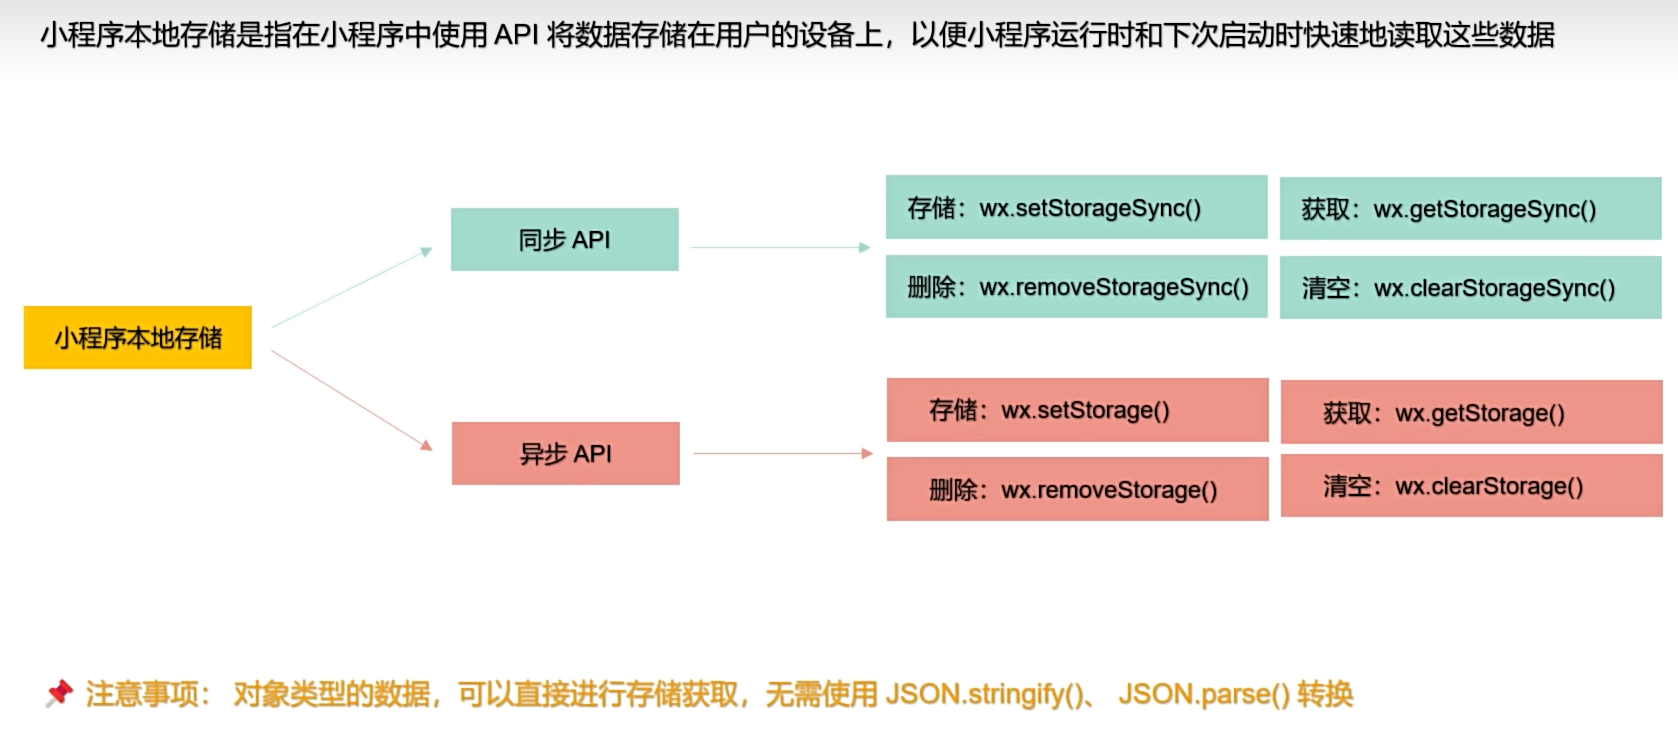 小程序本地存储是指在小程序中使用 API 将数据存储在用户的设备上，以便小程序运行时和下次启动时快速地读取这些数据
小程序本地存储
同步 API
存储：wx.setStorageSync()
获取：wx.getStorageSync()
删除：wx.removeStorageSync()
清空：wx.clearStorageSync()
异步 API
存储：wx.setStorage()
获取：wx.getStorage()
删除：wx.removeStorage()
清空：wx.clearStorage()
注意事项： 对象类型的数据，可以直接进行存储获取，无需使用 JSON.stringify()、 JSON.parse() 转换